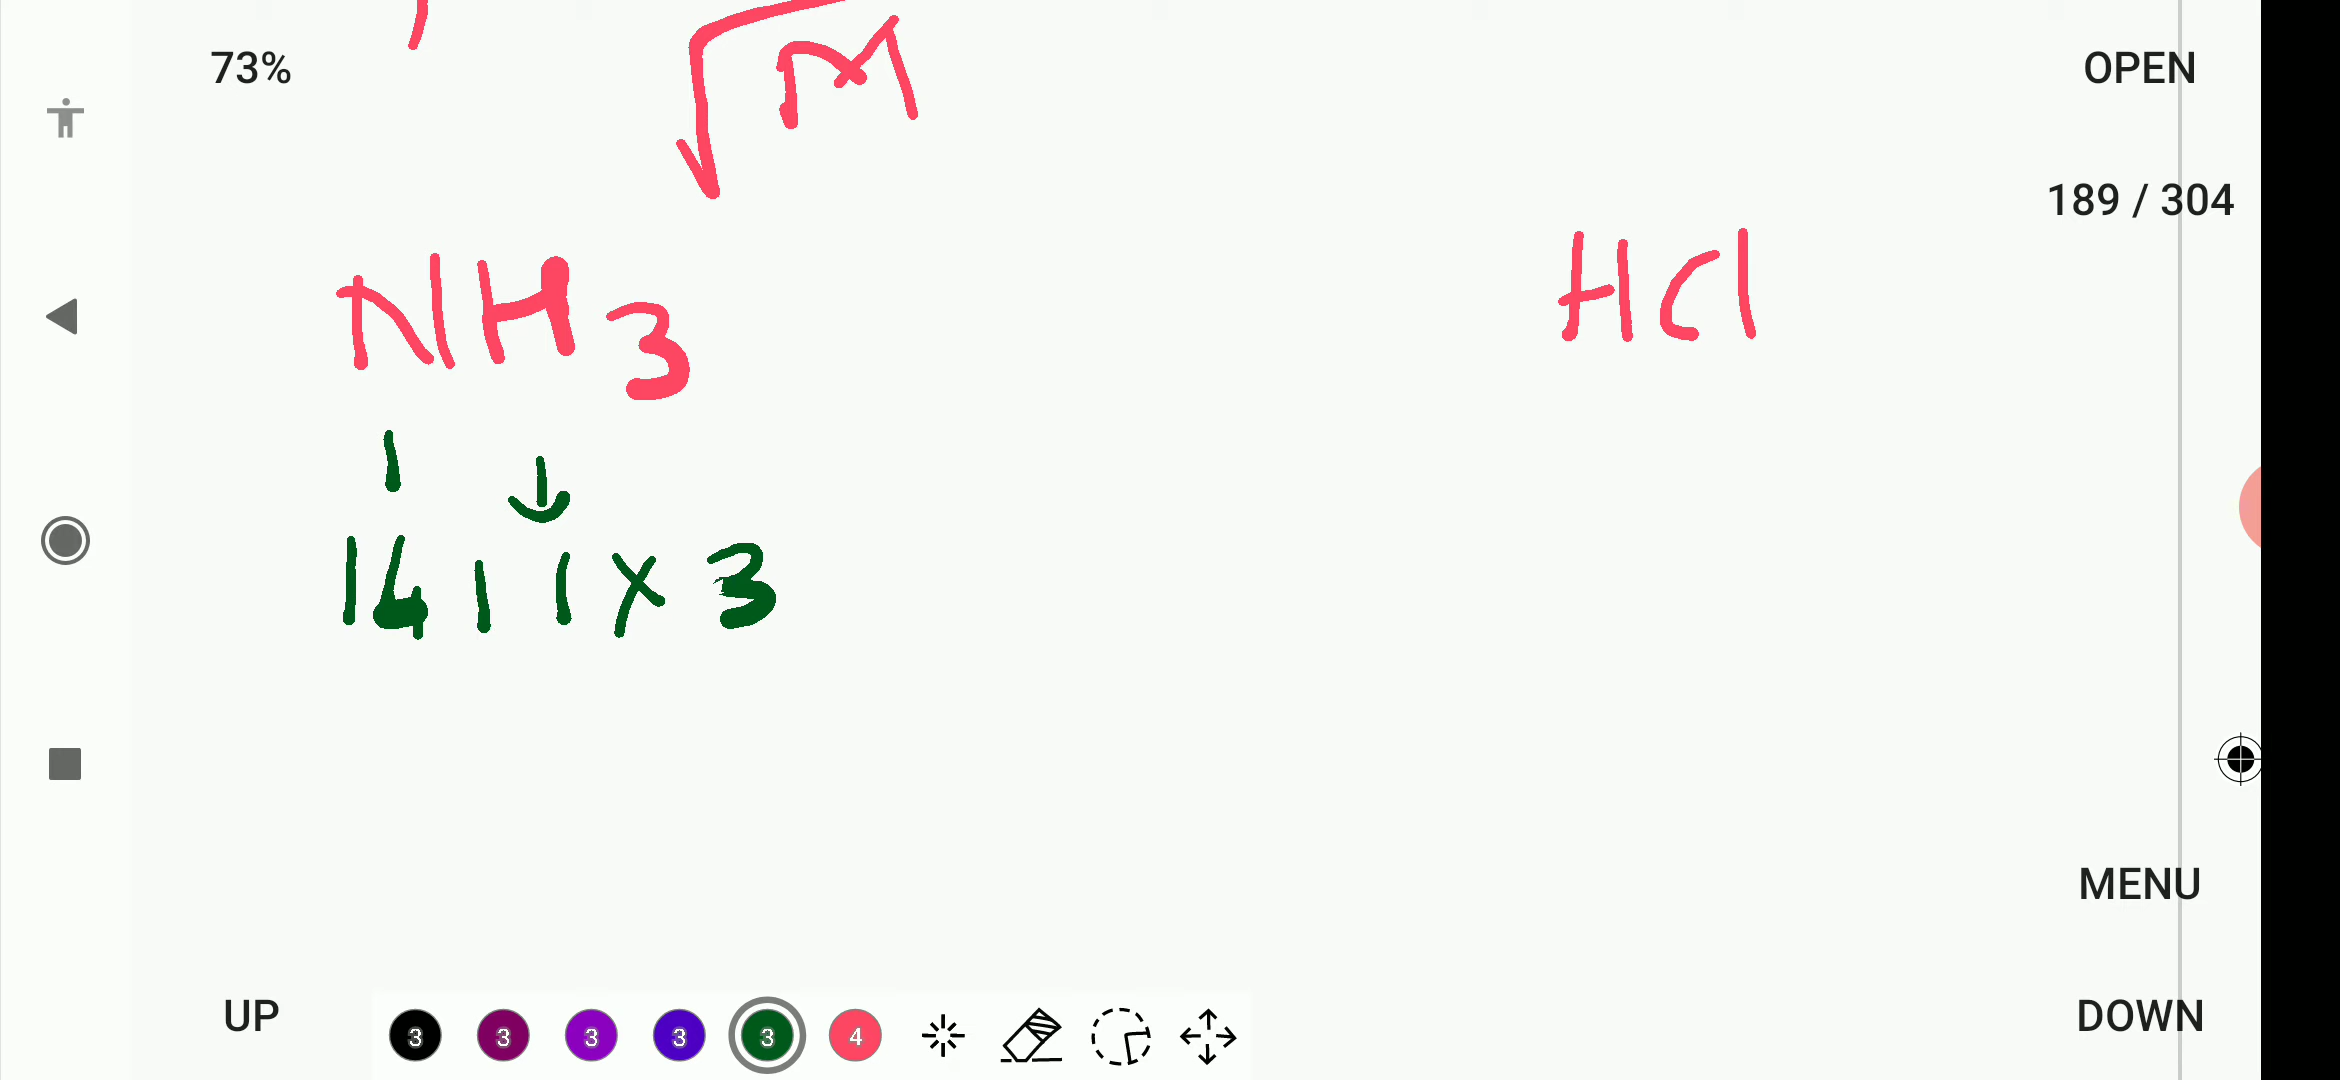 73%
√M
OPEN
189 / 304
NH3 HCl
↓
14 1 1 x 3
MENU
UP
3 3 3 3 3 4
DOWN